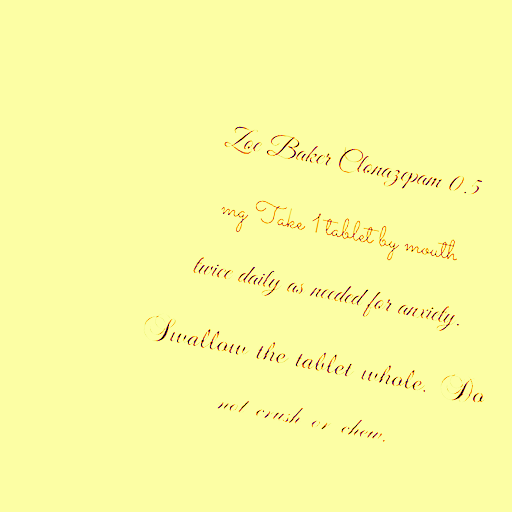 Zoe Baker Clonazepam 0.5
mg Take 1 tablet by mouth
twice daily as needed for anxiety.
Swallow the tablet whole. Do
not crush or chew.